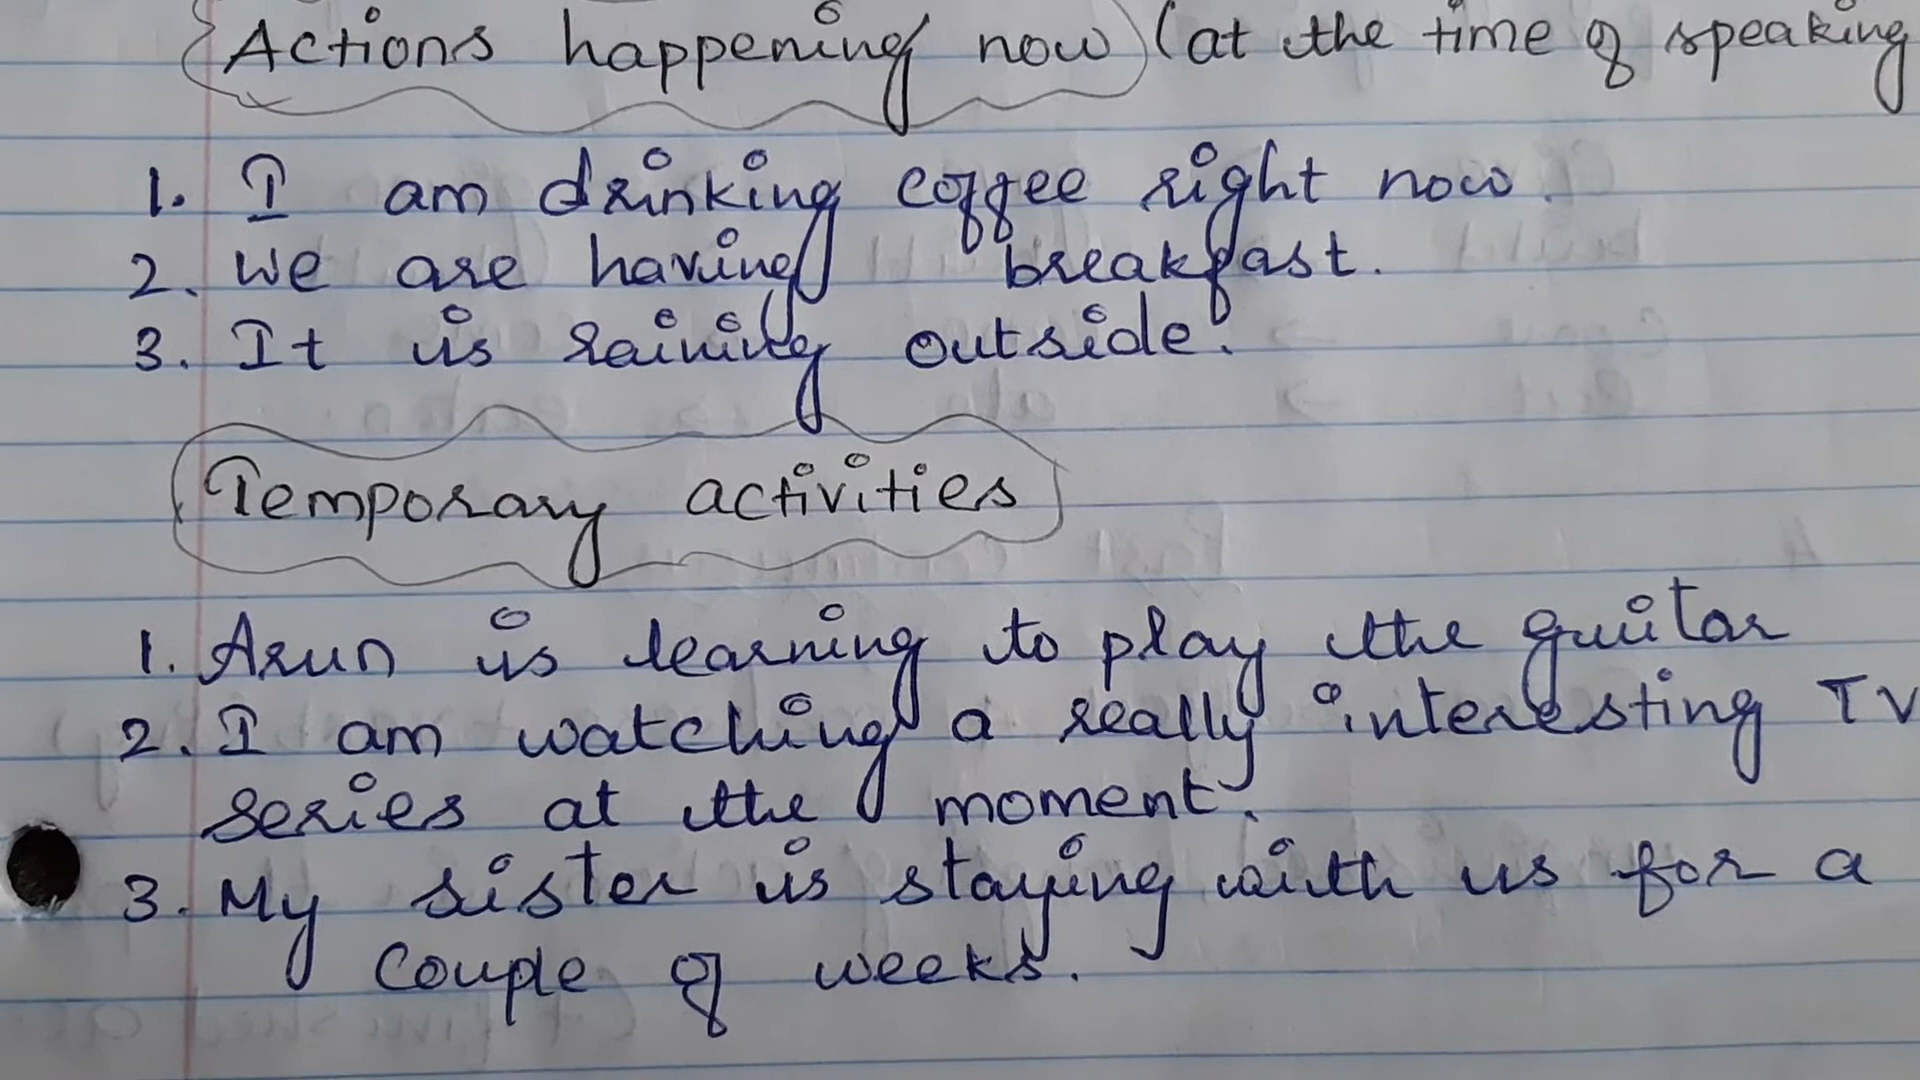 Actions happening now (at the time of speaking
1. I am drinking coffee right now.
2. We are having breakfast.
3. It is raining outside.
Temporary activities
1. Arun is learning to play the guitar
2. I am watching a really interesting TV
series at the moment.
3. My sister is staying with us for a
couple of weeks.